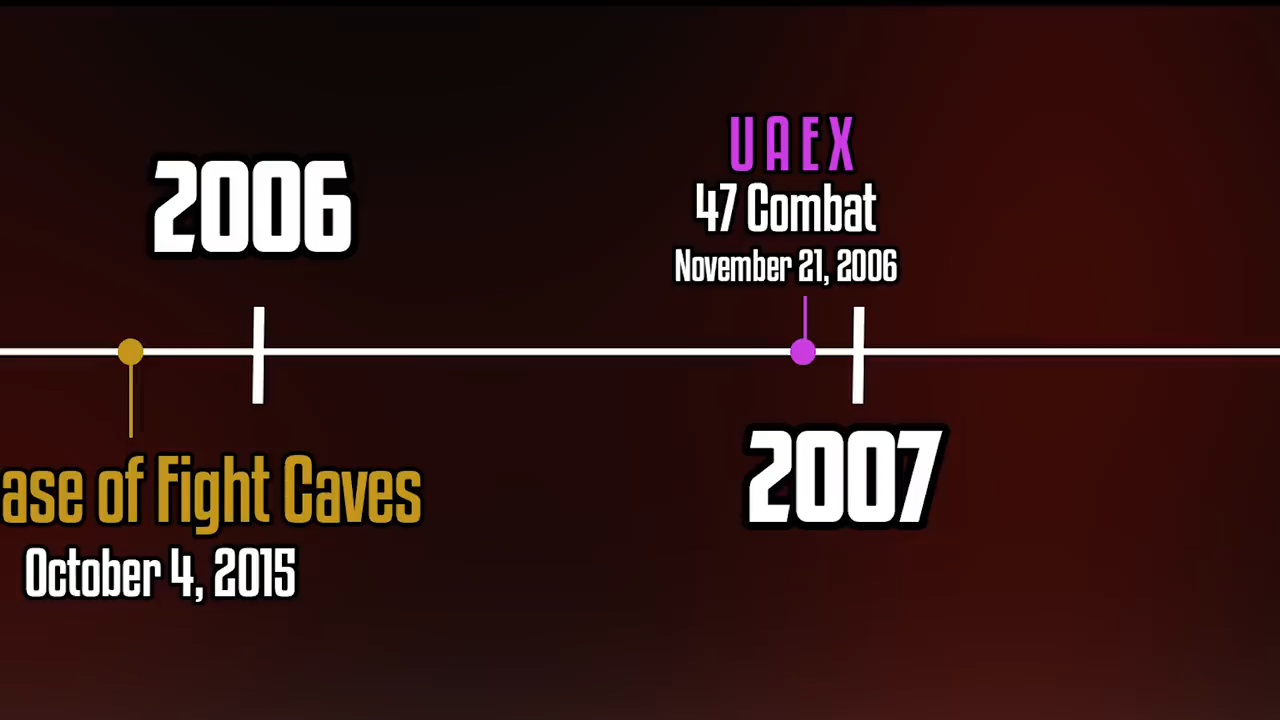 2006
UAEX
47 Combat
November 21, 2006
ase of Fight Caves
October 4, 2015
2007